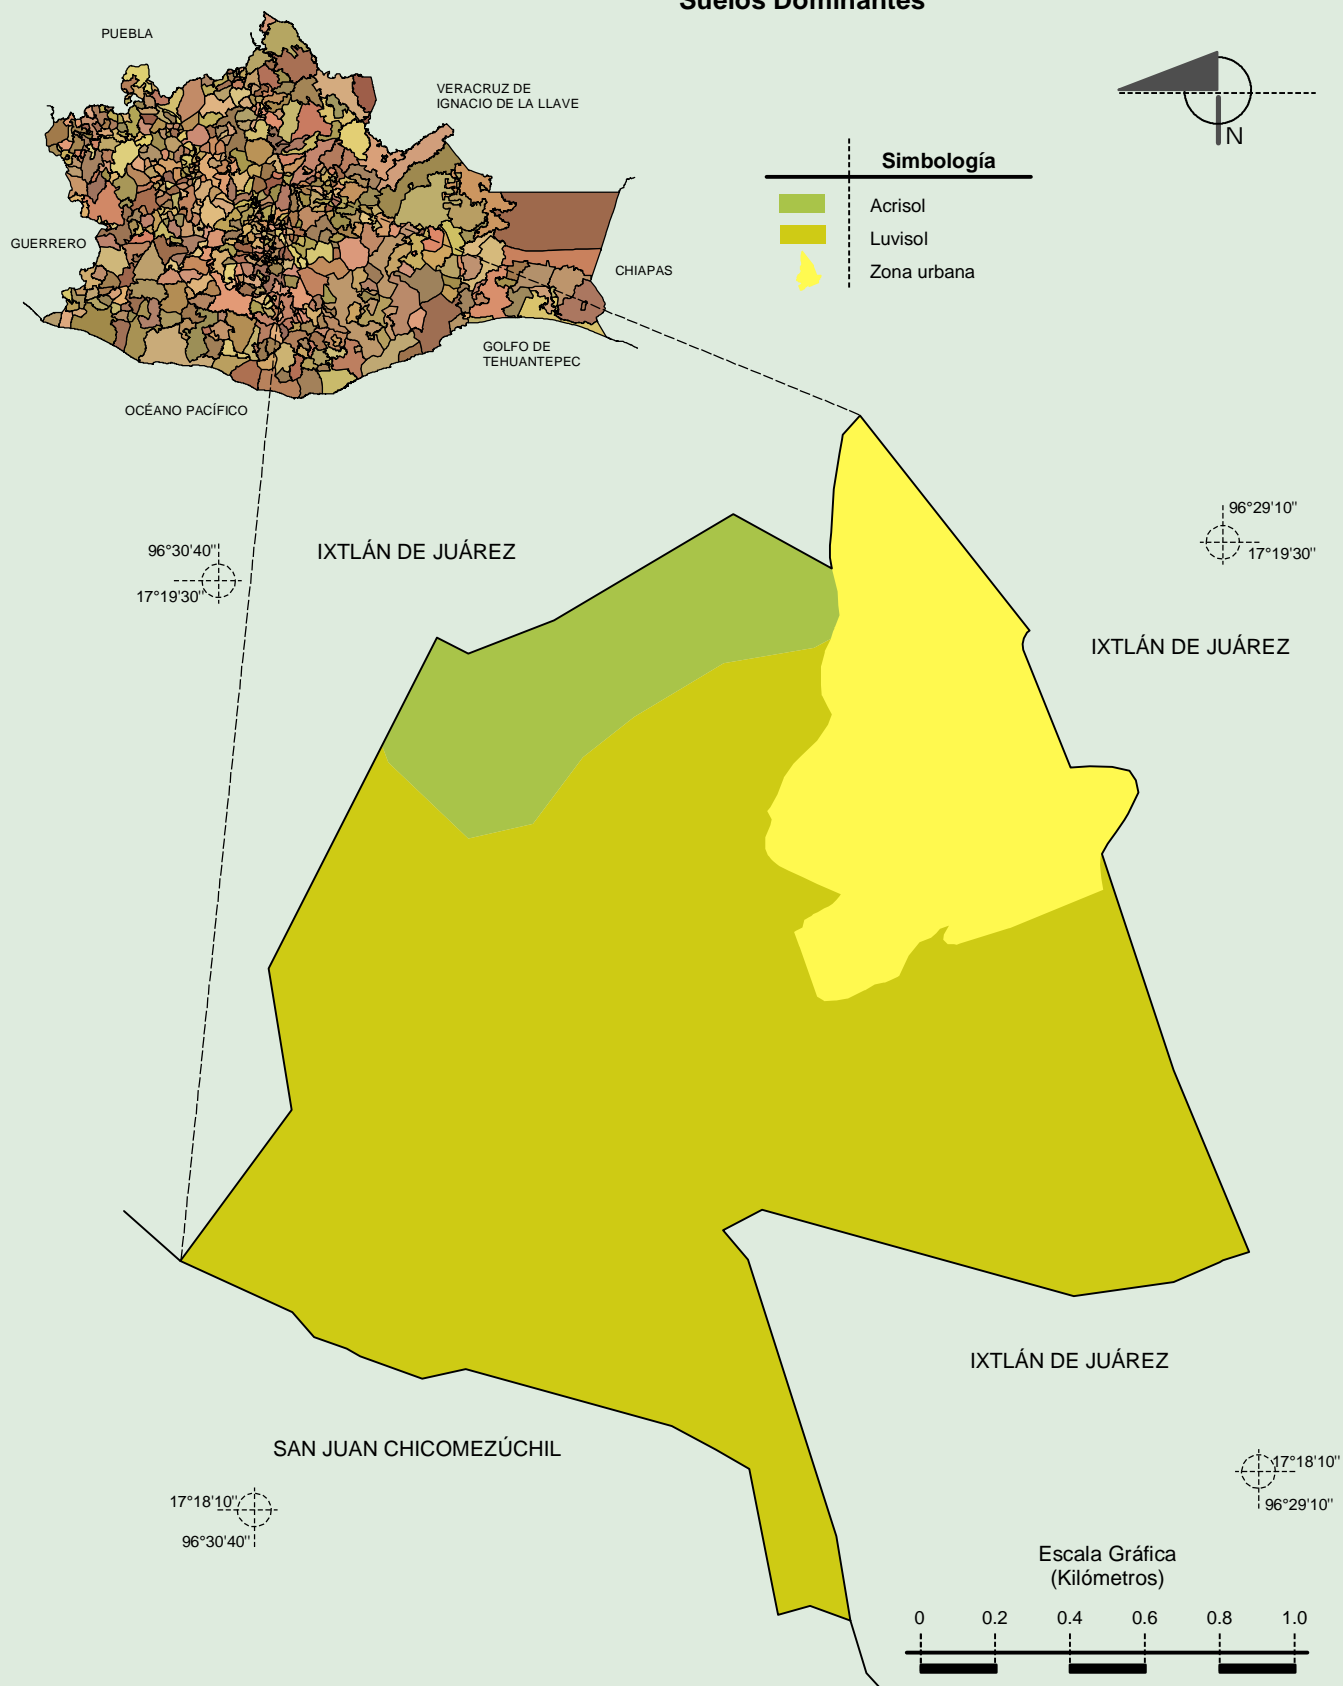 Suelos Dominantes
PUEBLA
VERACRUZ DE
IGNACIO DE LA LLAVE
GUERRERO
CHIAPAS
GOLFO DE
TEHUANTEPEC
OCÉANO PACÍFICO
N
Simbología
Acrisol
Luvisol
Zona urbana
96°30'40"
17°19'30"
IXTLÁN DE JUÁREZ
96°29'10"
17°19'30"
IXTLÁN DE JUÁREZ
IXTLÁN DE JUÁREZ
SAN JUAN CHICOMEZÚCHIL
17°18'10"
96°30'40"
17°18'10"
96°29'10"
Escala Gráfica
(Kilómetros)
0 0.2 0.4 0.6 0.8 1.0